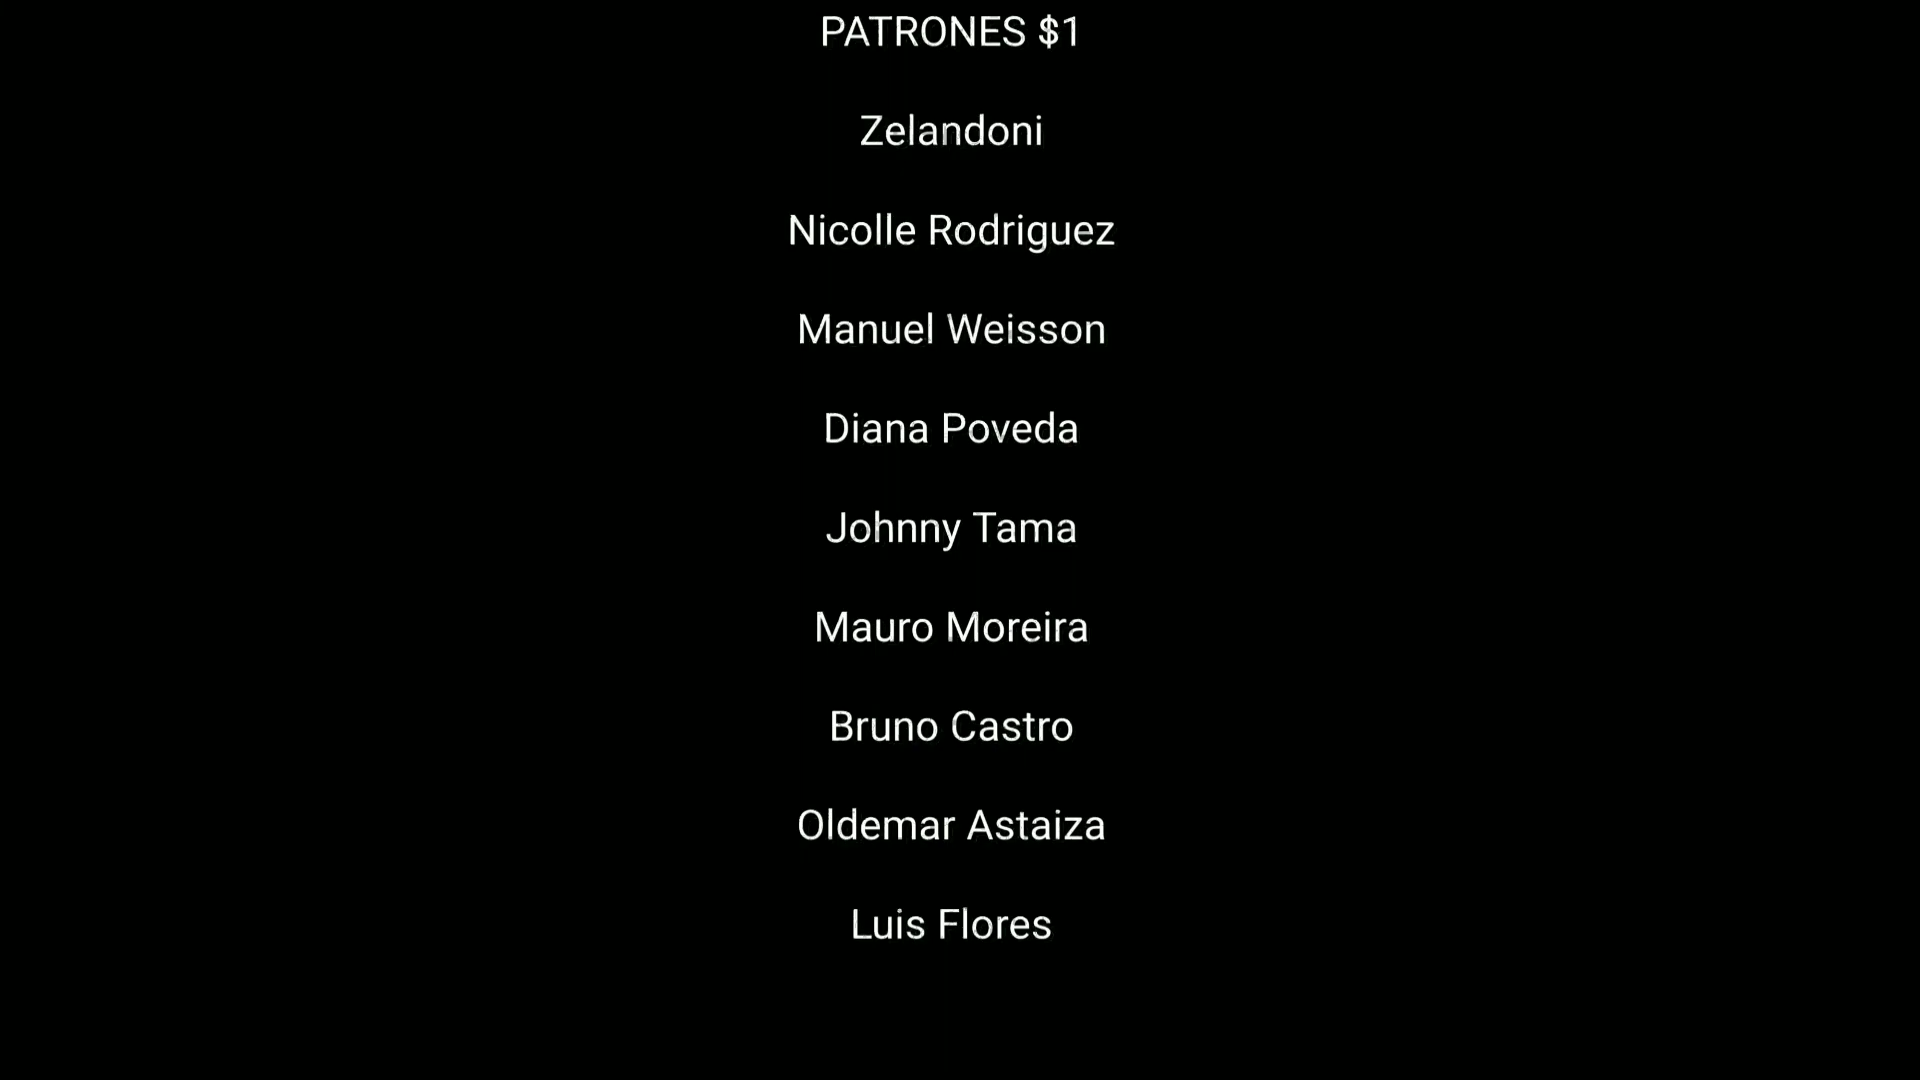 PATRONES $1
Zelandoni
Nicolle Rodriguez
Manuel Weisson
Diana Poveda
Johnny Tama
Mauro Moreira
Bruno Castro
Oldemar Astaiza
Luis Flores